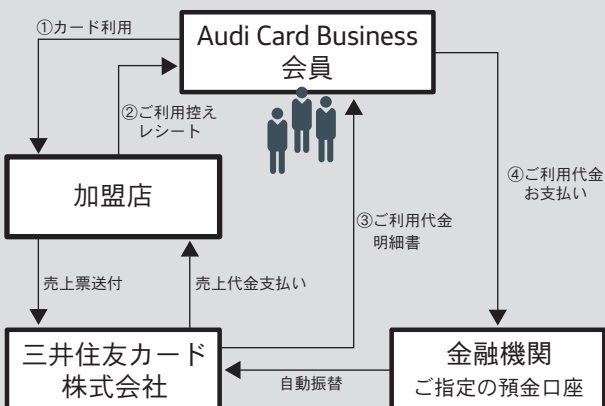 ①カード利用
Audi Card Business
会員
②ご利用控え
レシート
④ご利用代金
お支払い
加盟店
③ご利用代金
明細書
売上票送付
売上代金支払い
三井住友カード
株式会社
自動振替
金融機関
ご指定の預金口座